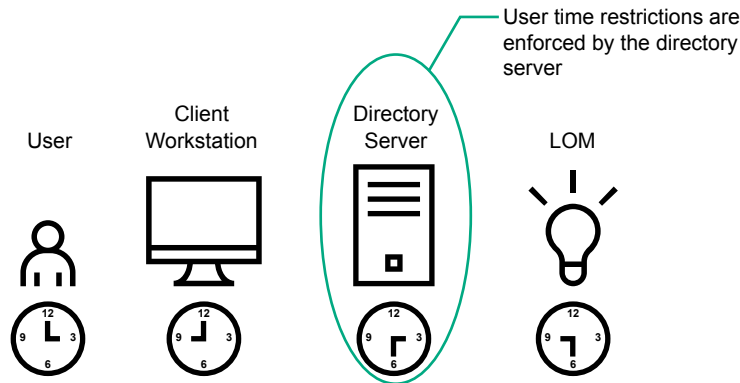 User time restrictions are
enforced by the directory
server
User
Client
Workstation
Directory
Server
LOM
12
9
3
6
12
9
3
6
12
9
3
6
12
9
3
6